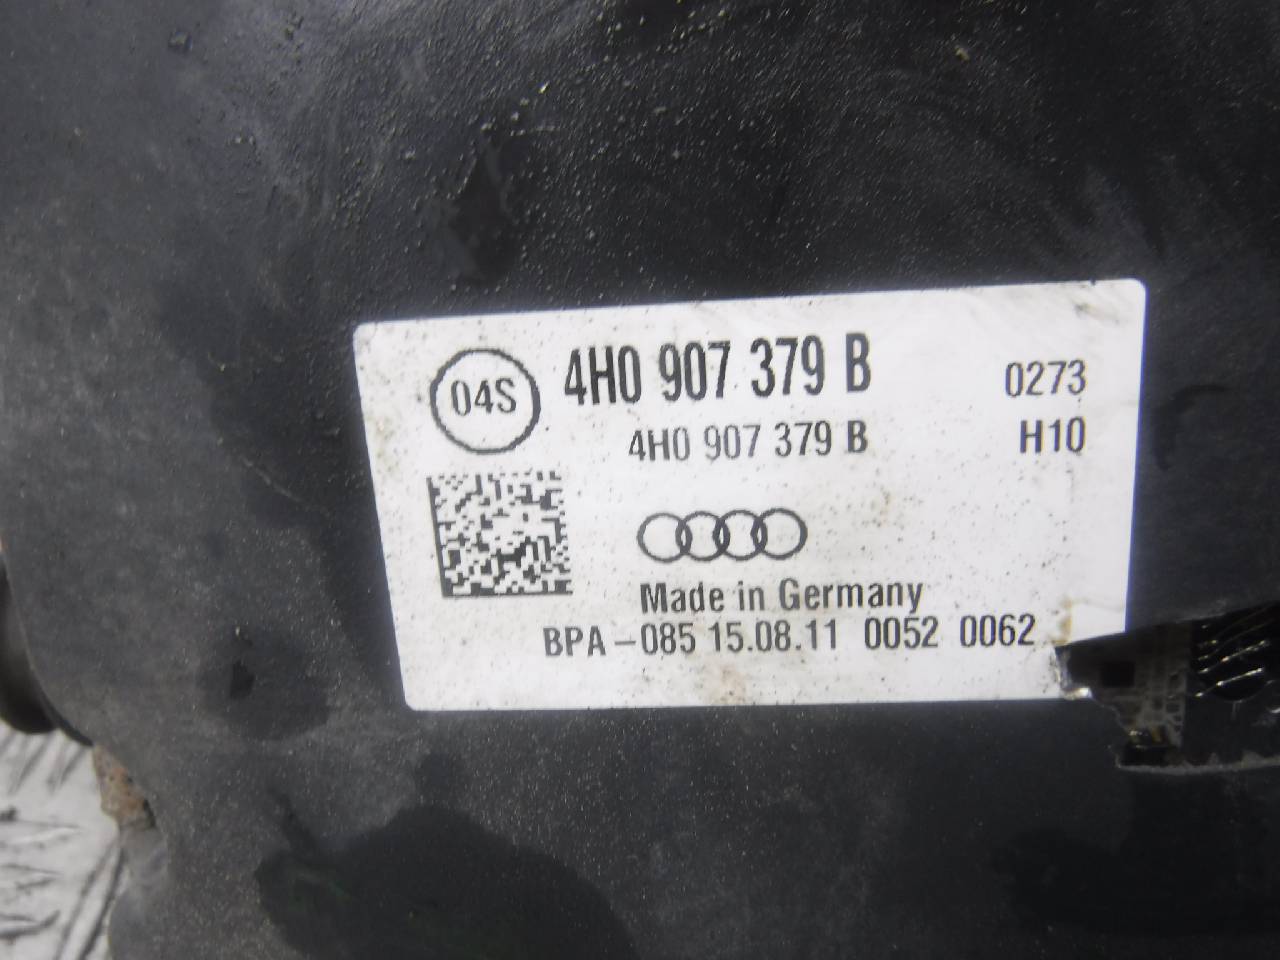 04S 4H0 907 379 B 0273
4H0 907 379 B H10
Made in Germany
BPA-085 15.08.11 0052 0062